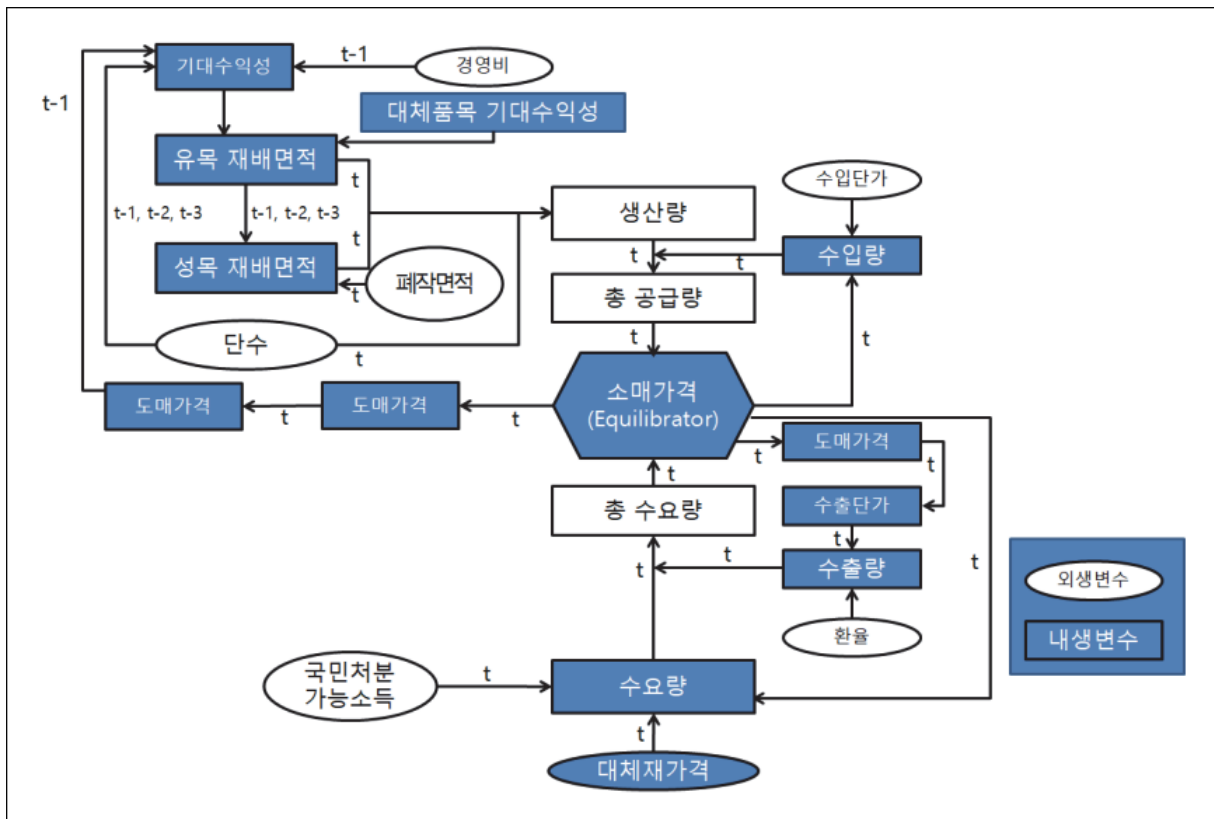 기대수익성
t-1
경영비
t-1
대체품목 기대수익성
유목 재배면적
t
수입단가
t-1, t-2, t-3
t-1, t-2, t-3
생산량
t
성목 재배면적
t
t
수입량
폐작면적
t
총 공급량
단수
t
t
t
소매가격
(Equilibrator)
도매가격
t
도매가격
t
t
도매가격
t
t
총 수요량
수출단가
t
t
t
수출량
t
외생변수
환율
내생변수
국민처분
가능소득
t
수요량
t
대체재가격